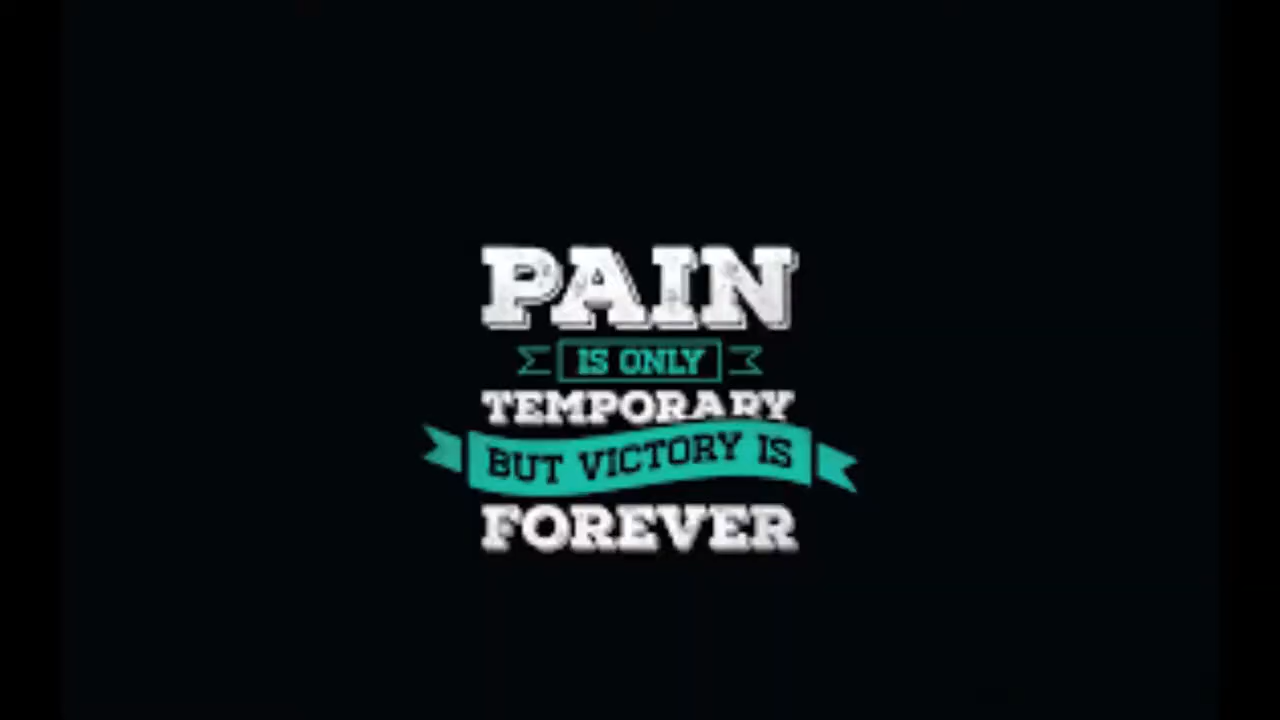 PAIN
IS ONLY
TEMPORARY
BUT VICTORY IS
FOREVER